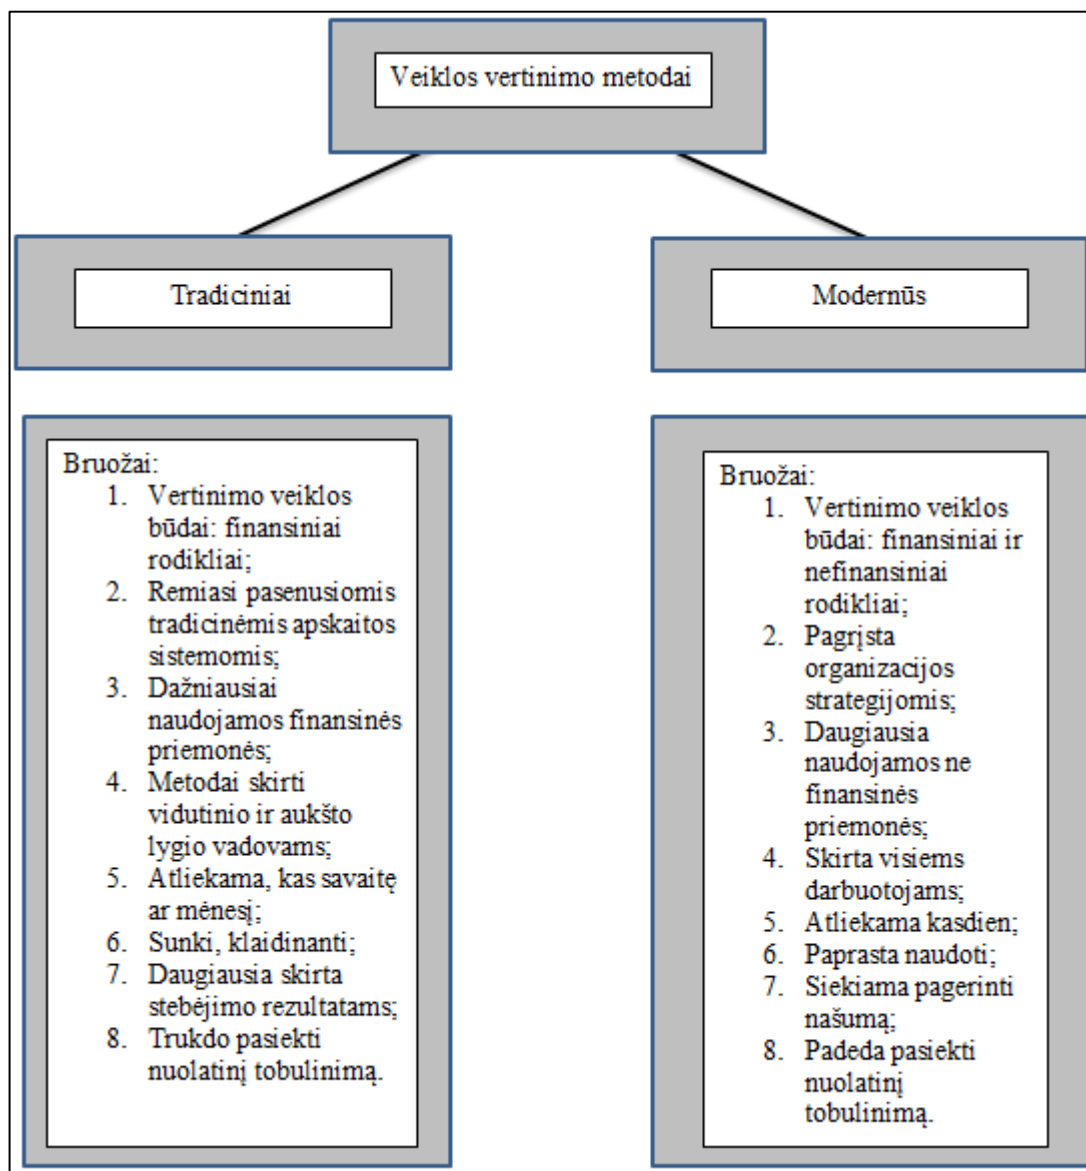 Veiklos vertinimo metodai
Tradiciniai
Modernūs
Bruožai:
1. Vertinimo veiklos
būdai: finansiniai
rodikliai;
2. Remiasi pasenusiomis
tradicinėmis apskaitos
sistemomis;
3. Dažniausiai
naudojamos finansinės
priemonės;
4. Metodai skirti
vidutinio ir aukšto
lygio vadovams;
5. Atliekama, kas savaitę
ar mėnesį;
6. Sunki, klaidinanti;
7. Daugiausia skirta
stebėjimo rezultatams;
8. Trukdo pasiekti
nuolatinį tobulinimą.
Bruožai:
1. Vertinimo veiklos
būdai: finansiniai ir
nefinansiniai
rodikliai;
2. Pagrįsta
organizacijos
strategijomis;
3. Daugiausia
naudojamos ne
finansinės
priemonės;
4. Skirta visiems
darbuotojams;
5. Atliekama kasdien;
6. Paprasta naudoti;
7. Siekiama pagerinti
našumą;
8. Padeda pasiekti
nuolatinį
tobulinimą.